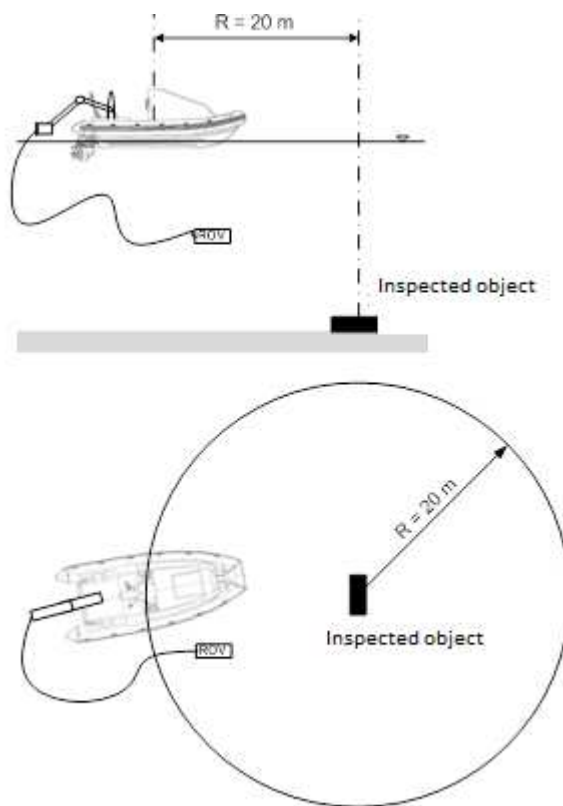 R = 20 m
ROV
Inspected object
R = 20 m
Inspected object
ROV